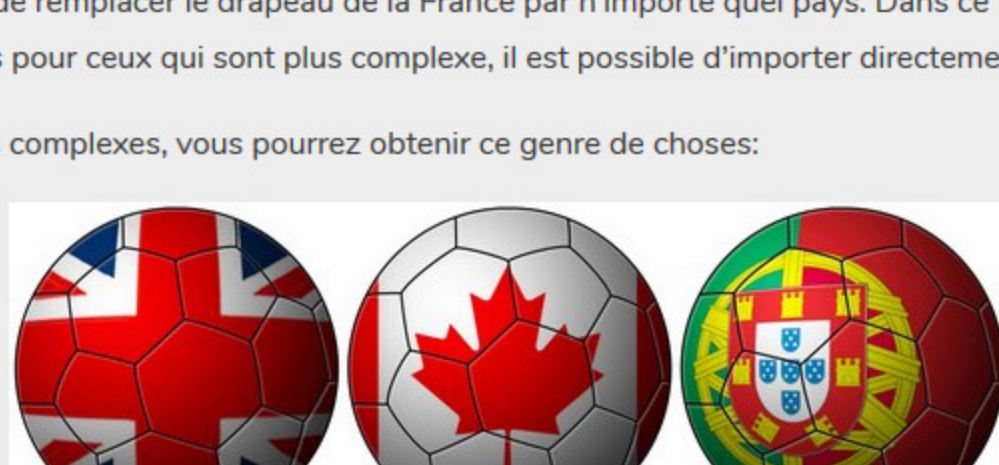 de remplacer le drapeau de la France par n'importe quel pays. Dans ce
pour ceux qui sont plus complexe, il est possible d’importer directeme
complexes, vous pourrez obtenir ce genre de choses: